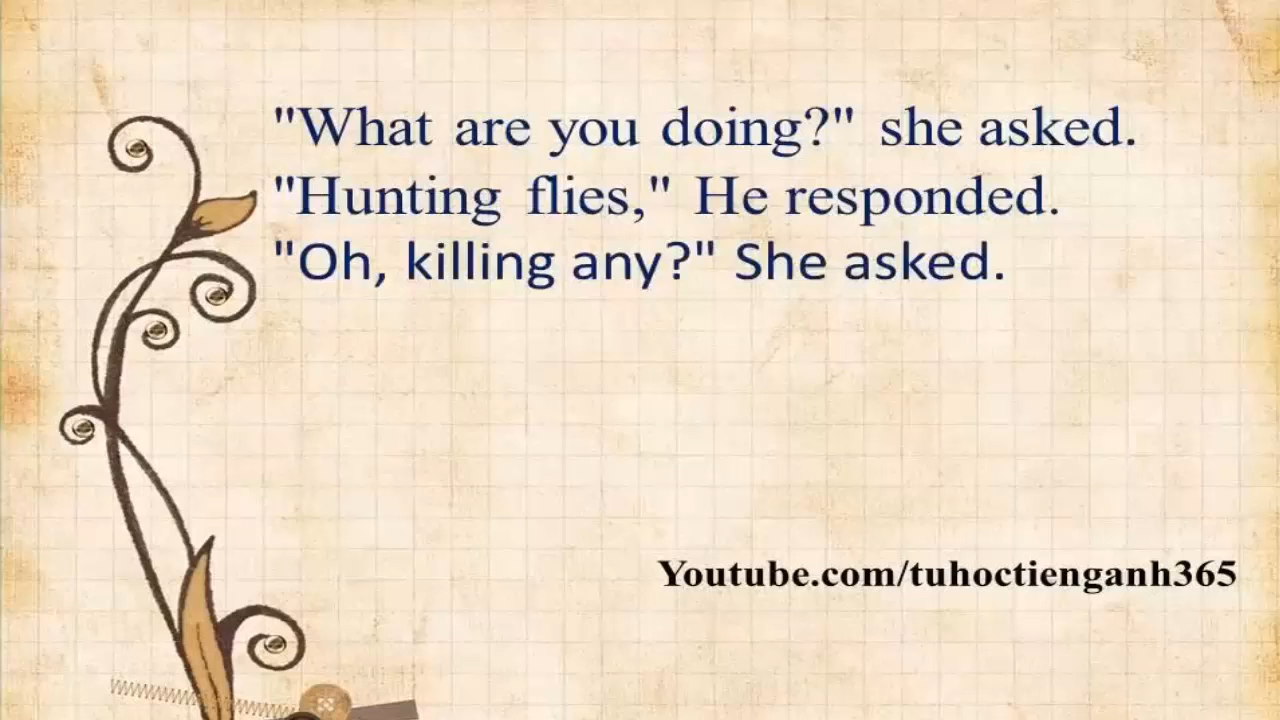 "What are you doing?" she asked.
"Hunting flies," He responded.
"Oh, killing any?" She asked.
Youtube.com/tuhoctienganh365